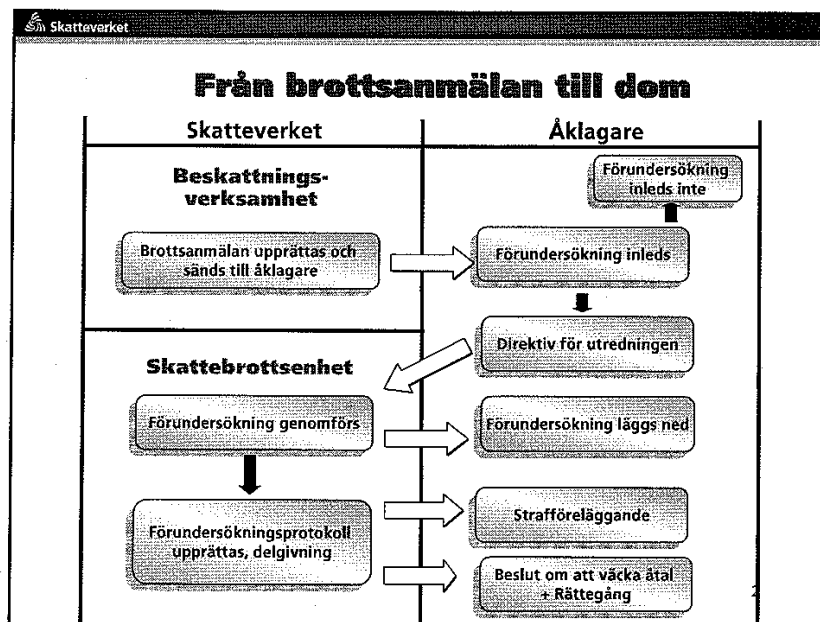 Skatteverket
Från brottsanmälan till dom
Skatteverket
Åklagare
Beskattnings-
verksamhet
Förundersökning
inleds inte
Brottsanmälan upprättas och
sänds till åklagare
Förundersökning inleds
Direktiv för utredningen
Skattebrottsenhet
Förundersökning genomförs
Förundersökning läggs ned
Förundersökningsprotokoll
upprättas, delgivning
Strafföreläggande
Beslut om att väcka åtal
+ Rättegång
2